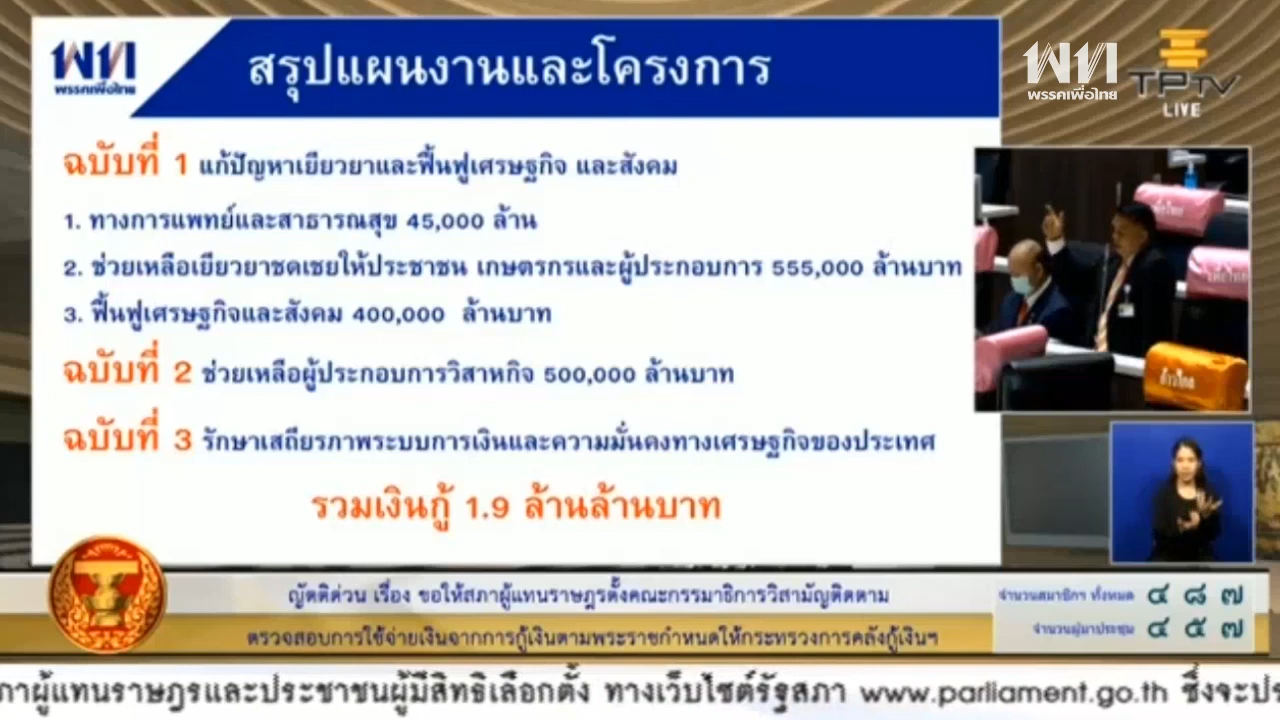 พท
พรรคเพื่อไทย
สรุปแผนงานและโครงการ
พท
พรรคเพื่อไทย
TPTV
LIVE
ฉบับที่ 1 แก้ปัญหาเยียวยาและฟื้นฟูเศรษฐกิจ และสังคม
1. ทางการแพทย์และสาธารณสุข 45,000 ล้าน
2. ช่วยเหลือเยียวยาชดเชยให้ประชาชน เกษตรกรและผู้ประกอบการ 555,000 ล้านบาท
3. ฟื้นฟูเศรษฐกิจและสังคม 400,000 ล้านบาท
ฉบับที่ 2 ช่วยเหลือผู้ประกอบการวิสาหกิจ 500,000 ล้านบาท
ฉบับที่ 3 รักษาเสถียรภาพระบบการเงินและความมั่นคงทางเศรษฐกิจของประเทศ
รวมเงินกู้ 1.9 ล้านล้านบาท
ก้าวไกล
ญัตติด่วน เรื่อง ขอให้สภาผู้แทนราษฎรตั้งคณะกรรมาธิการวิสามัญติดตาม
ตรวจสอบการใช้จ่ายเงินจากการกู้เงินตามพระราชกำหนดให้กระทรวงการคลังกู้เงินฯ
จำนวนสมาชิกฯ ทั้งหมด ๔ ๘ ๗
จำนวนผู้มาประชุม ๔ ๕ ๗
ภาผู้แทนราษฎรและประชาชนผู้มีสิทธิเลือกตั้ง ทางเว็บไซต์รัฐสภา www.parliament.go.th ซึ่งจะปร